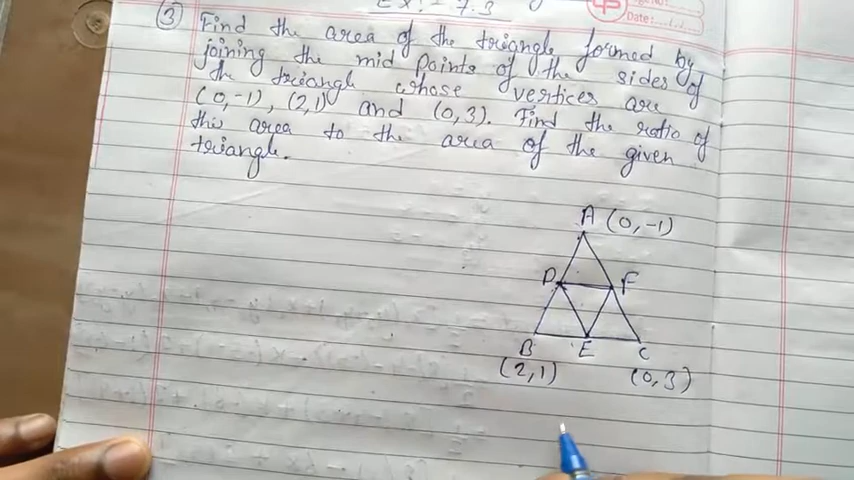 Ex: - 7.3
Date:
③ Find the area of the triangle formed by
joining the mid points of the sides of
the triangle whose vertices are
(0,-1), (2,1) and (0,3). Find the ratio of
this area to the area of the given
triangle.
A (0,-1)
D F
B E C
(2,1) (0,3)